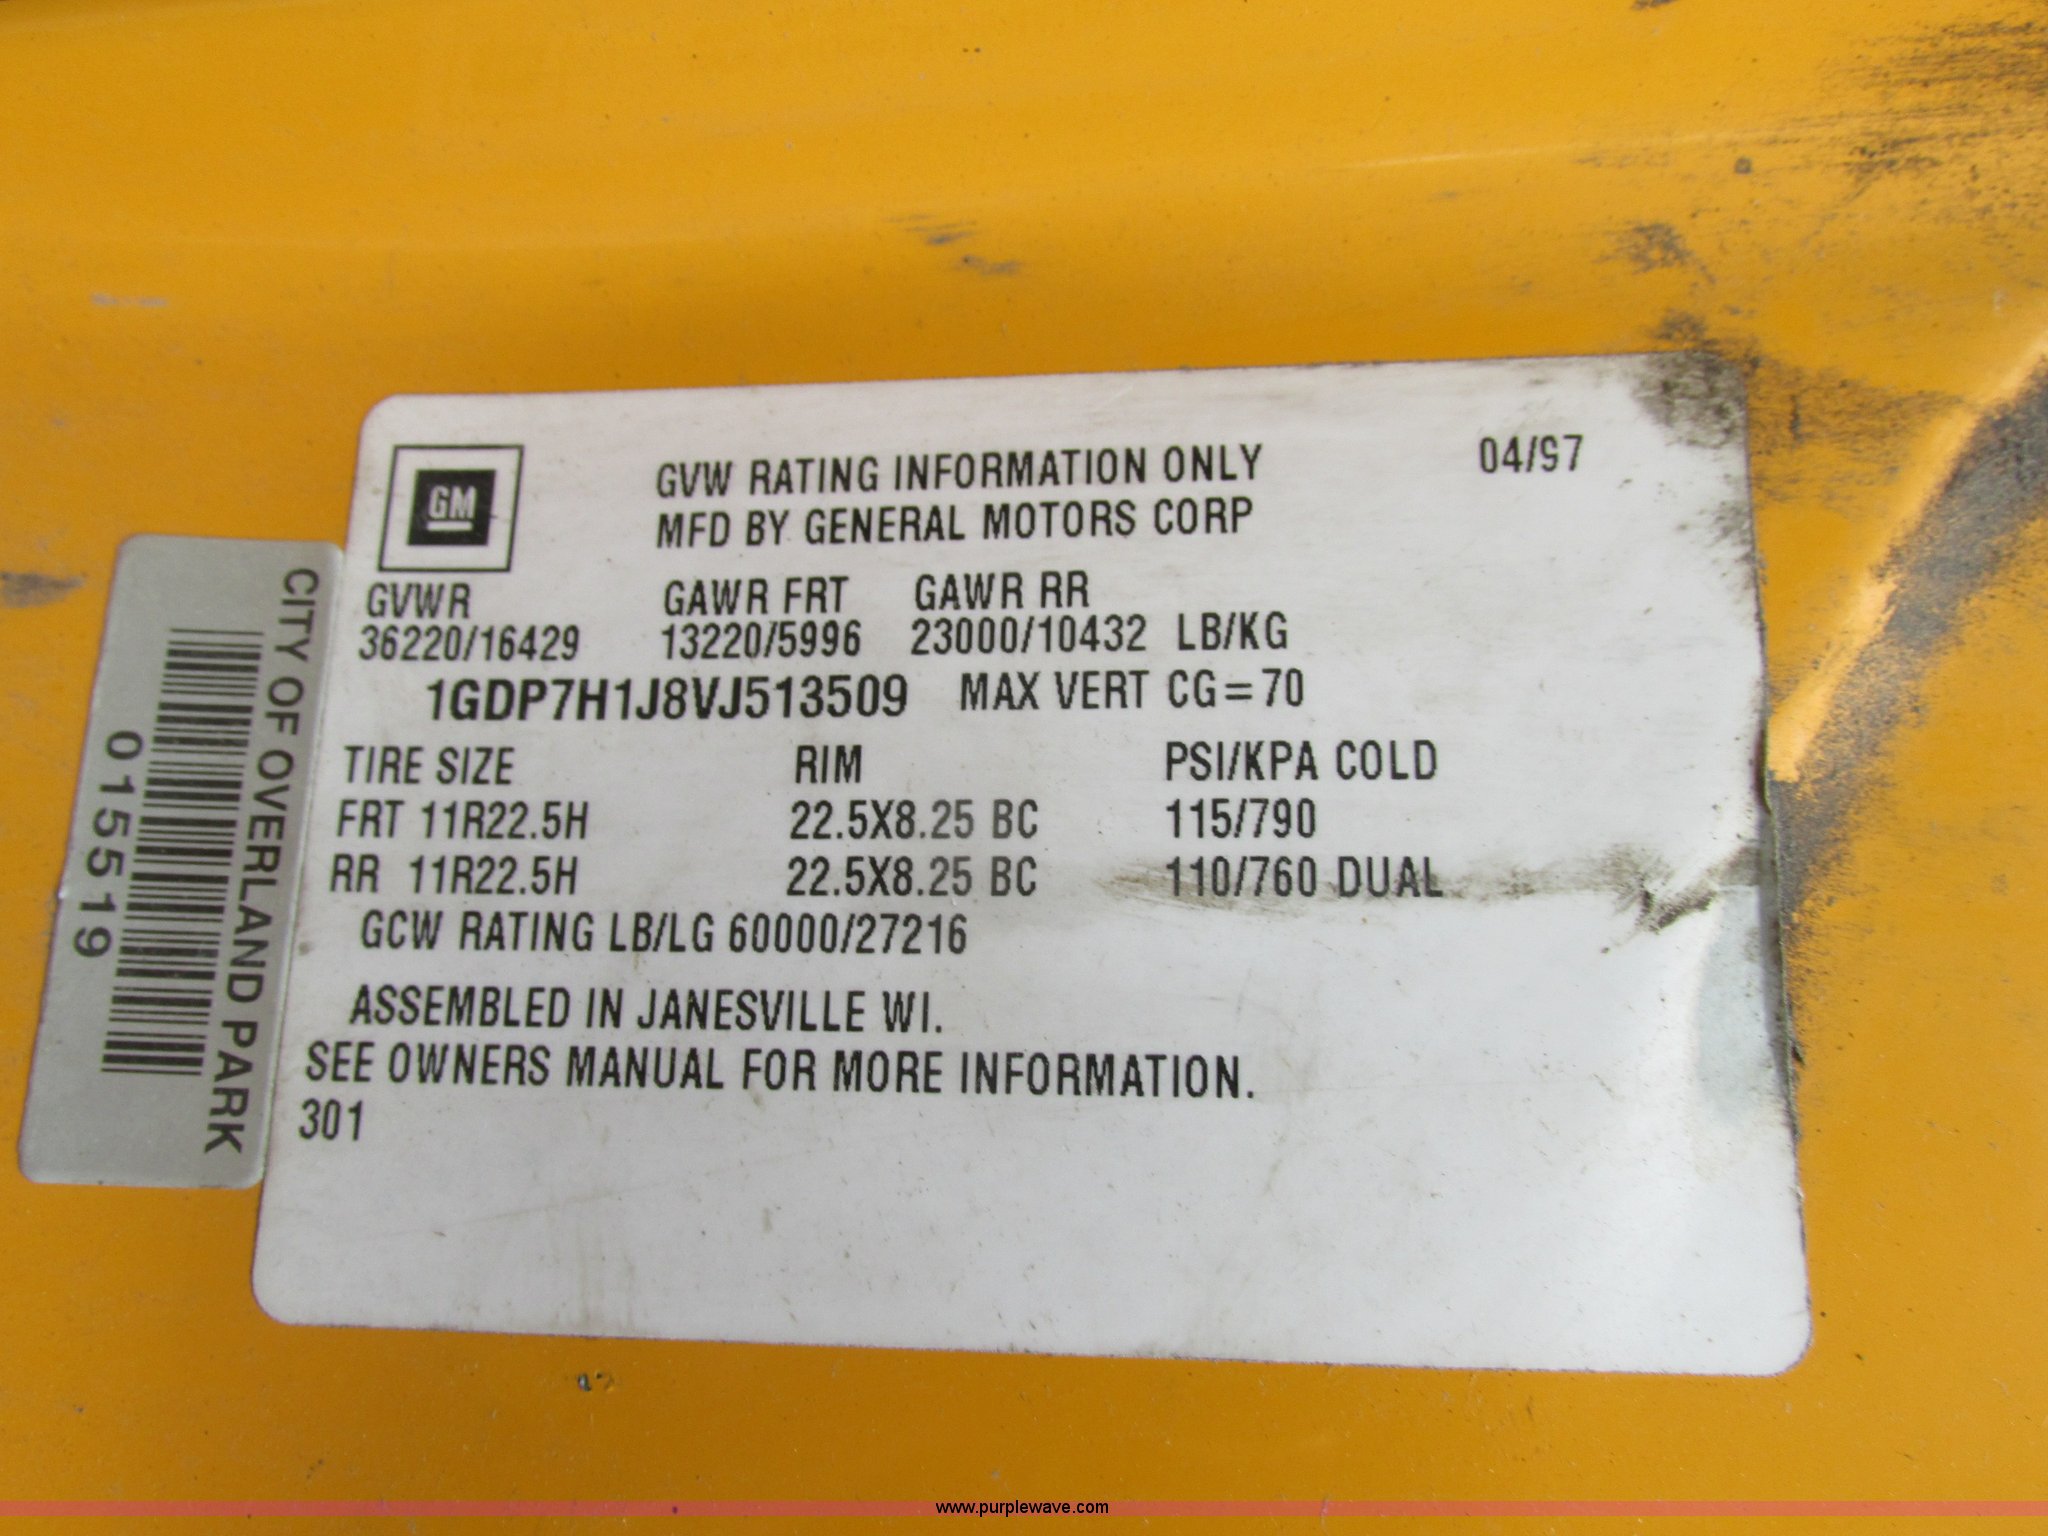 GM
GVW RATING INFORMATION ONLY
04/97
MFD BY GENERAL MOTORS CORP
GVWR GAWR FRT GAWR RR
36220/16429 13220/5996 23000/10432 LB/KG
1GDP7H1J8VJ513509 MAX VERT CG=70
TIRE SIZE RIM PSI/KPA COLD
FRT 11R22.5H 22.5X8.25 BC 115/790
RR 11R22.5H 22.5X8.25 BC 110/760 DUAL
GCW RATING LB/LG 60000/27216
ASSEMBLED IN JANESVILLE WI.
SEE OWNERS MANUAL FOR MORE INFORMATION.
301
CITY OF OVERLAND PARK
015519
www.purplewave.com